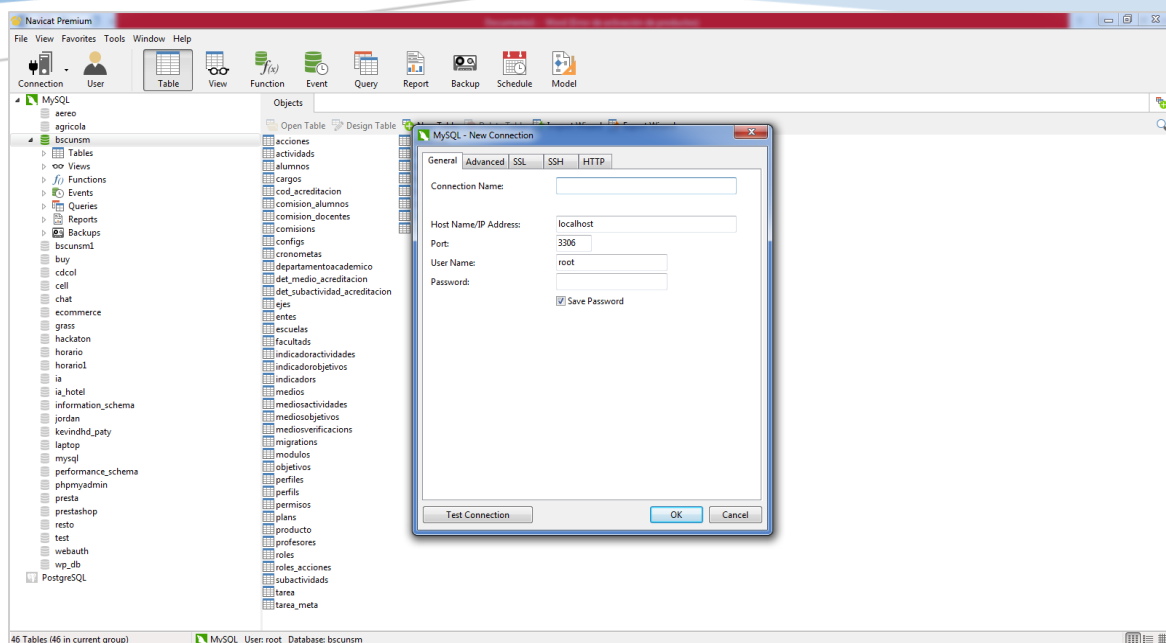 Navicat Premium
File View Favorites Tools Window Help
Connection User Table View Function Event Query Report Backup Schedule Model
MySQL
aereo
agricola
bscunsm
Tables
Views
Functions
Events
Queries
Reports
Backups
bscunsm1
buy
cdcol
cell
chat
ecommerce
grass
hackaton
horario
horario1
ia
ia_hotel
information_schema
jordan
kevindhd_paty
laptop
mysql
performance_schema
phpmyadmin
presta
prestashop
resto
test
webauth
wp_db
PostgreSQL
Objects
Open Table Design Table
acciones
actividads
alumnos
cargos
cod_acreditacion
comision_alumnos
comision_docentes
comisions
configs
cronometas
departamentoacademico
det_medio_acreditacion
det_subactividad_acreditacion
ejes
entes
escuelas
facultads
indicadoractividades
indicadorobjetivos
indicadors
medios
mediosactividades
mediosobjetivos
mediosverificacions
migrations
modulos
objetivos
perfiles
perfils
permisos
plans
producto
profesores
roles
roles_acciones
subactividads
tarea
tarea_meta
MySQL - New Connection
General Advanced SSL SSH HTTP
Connection Name:
Host Name/IP Address: localhost
Port: 3306
User Name: root
Password:
Save Password
Test Connection OK Cancel
46 Tables (46 in current group) MySQL User: root Database: bscunsm